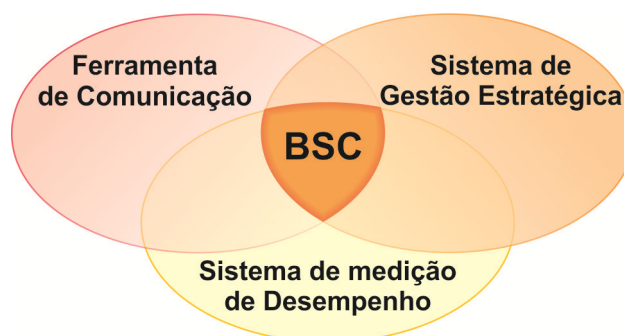 Ferramenta
de Comunicação
Sistema de
Gestão Estratégica
BSC
Sistema de medição
de Desempenho